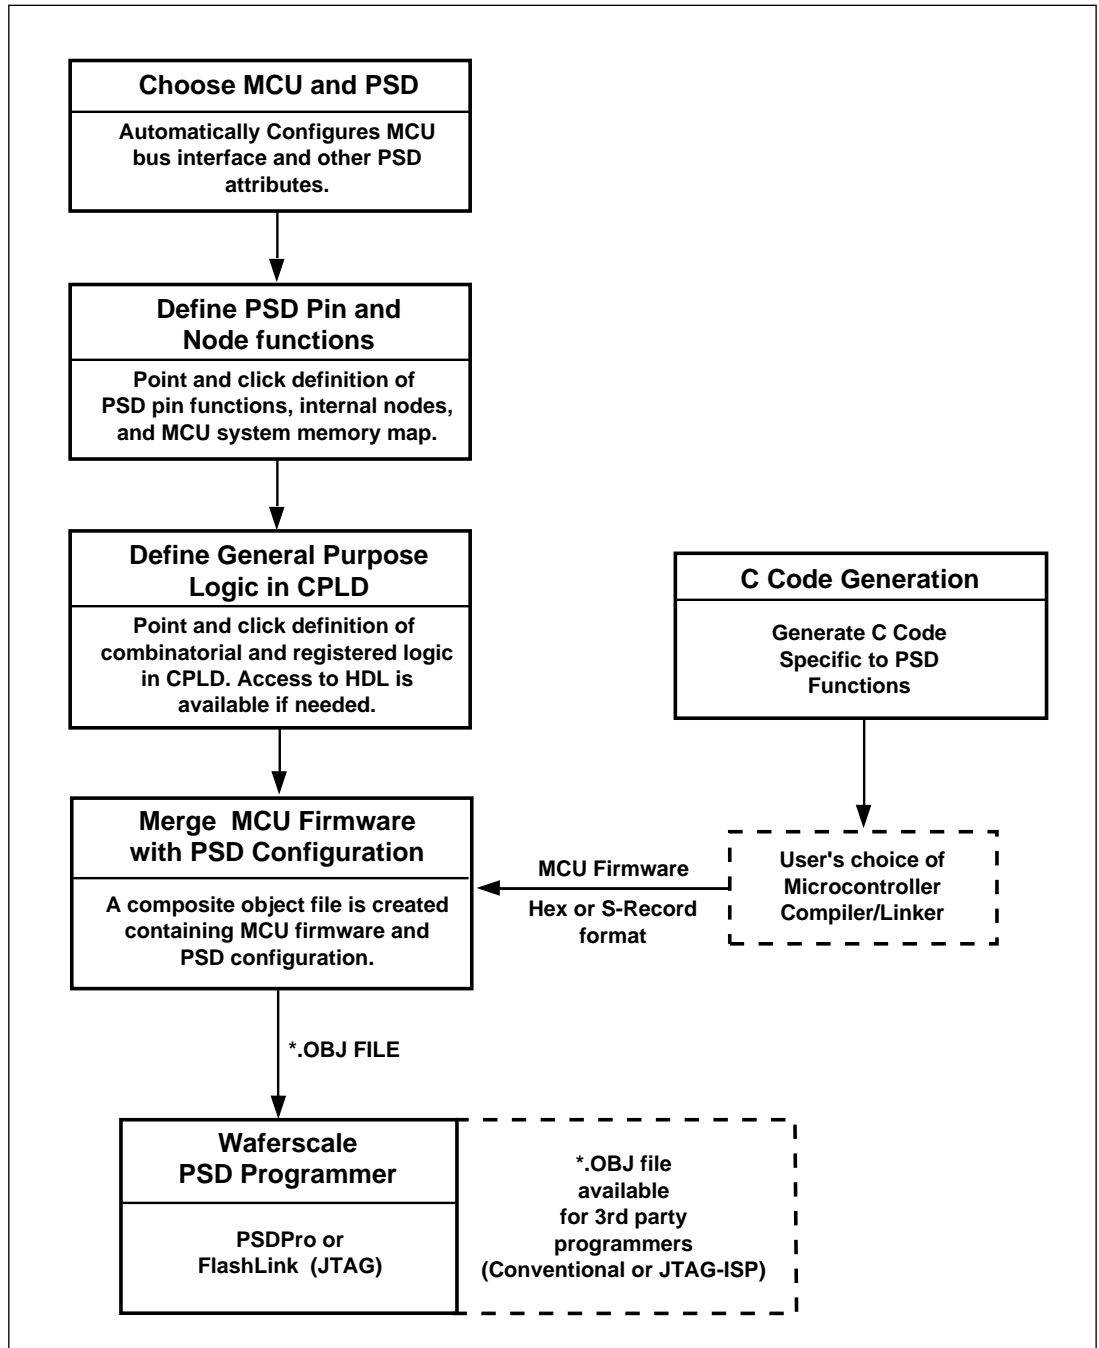 Choose MCU and PSD
Automatically Configures MCU
bus interface and other PSD
attributes.
Define PSD Pin and
Node functions
Point and click definition of
PSD pin functions, internal nodes,
and MCU system memory map.
Define General Purpose
Logic in CPLD
Point and click definition of
combinatorial and registered logic
in CPLD. Access to HDL is
available if needed.
C Code Generation
Generate C Code
Specific to PSD
Functions
Merge MCU Firmware
with PSD Configuration
A composite object file is created
containing MCU firmware and
PSD configuration.
MCU Firmware
Hex or S-Record
format
User's choice of
Microcontroller
Compiler/Linker
*.OBJ FILE
Waferscale
PSD Programmer
PSDPro or
FlashLink (JTAG)
*.OBJ file
available
for 3rd party
programmers
(Conventional or JTAG-ISP)